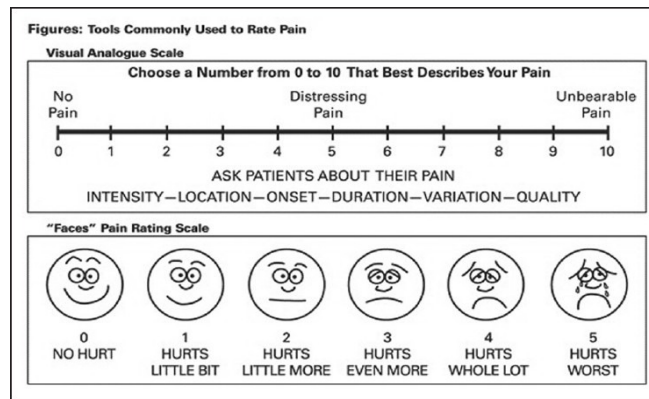 Figures: Tools Commonly Used to Rate Pain
Visual Analogue Scale
Choose a Number from 0 to 10 That Best Describes Your Pain
No Pain
Distressing Pain
Unbearable Pain
0 1 2 3 4 5 6 7 8 9 10
ASK PATIENTS ABOUT THEIR PAIN
INTENSITY—LOCATION—ONSET—DURATION—VARIATION—QUALITY
"Faces" Pain Rating Scale
0
NO HURT
1
HURTS
LITTLE BIT
2
HURTS
LITTLE MORE
3
HURTS
EVEN MORE
4
HURTS
WHOLE LOT
5
HURTS
WORST